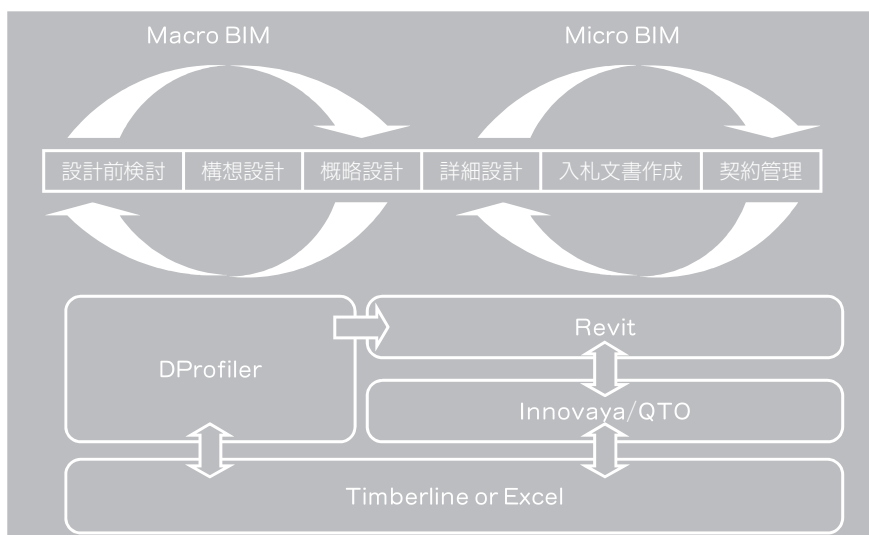 Macro BIM Micro BIM
設計前検討 構想設計 概略設計 詳細設計 入札文書作成 契約管理
Revit
DProfiler
Innovaya/QTO
Timberline or Excel